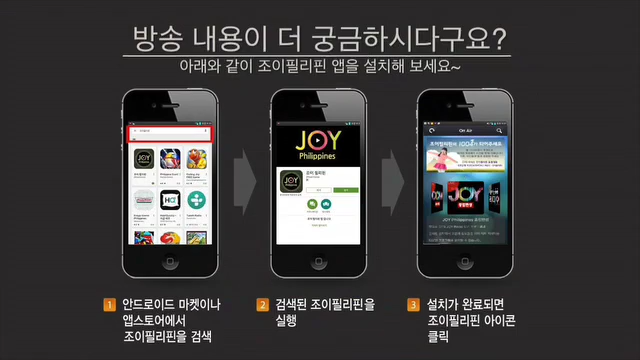 방송 내용이 더 궁금하시다구요?
아래와 같이 조이필리핀 앱을 설치해 보세요~
JOY
Philippines
On Air
JOY
JOY Philippines
1 안드로이드 마켓이나
앱스토어에서
조이필리핀을 검색
2 검색된 조이필리핀을
실행
3 설치가 완료되면
조이필리핀 아이콘
클릭